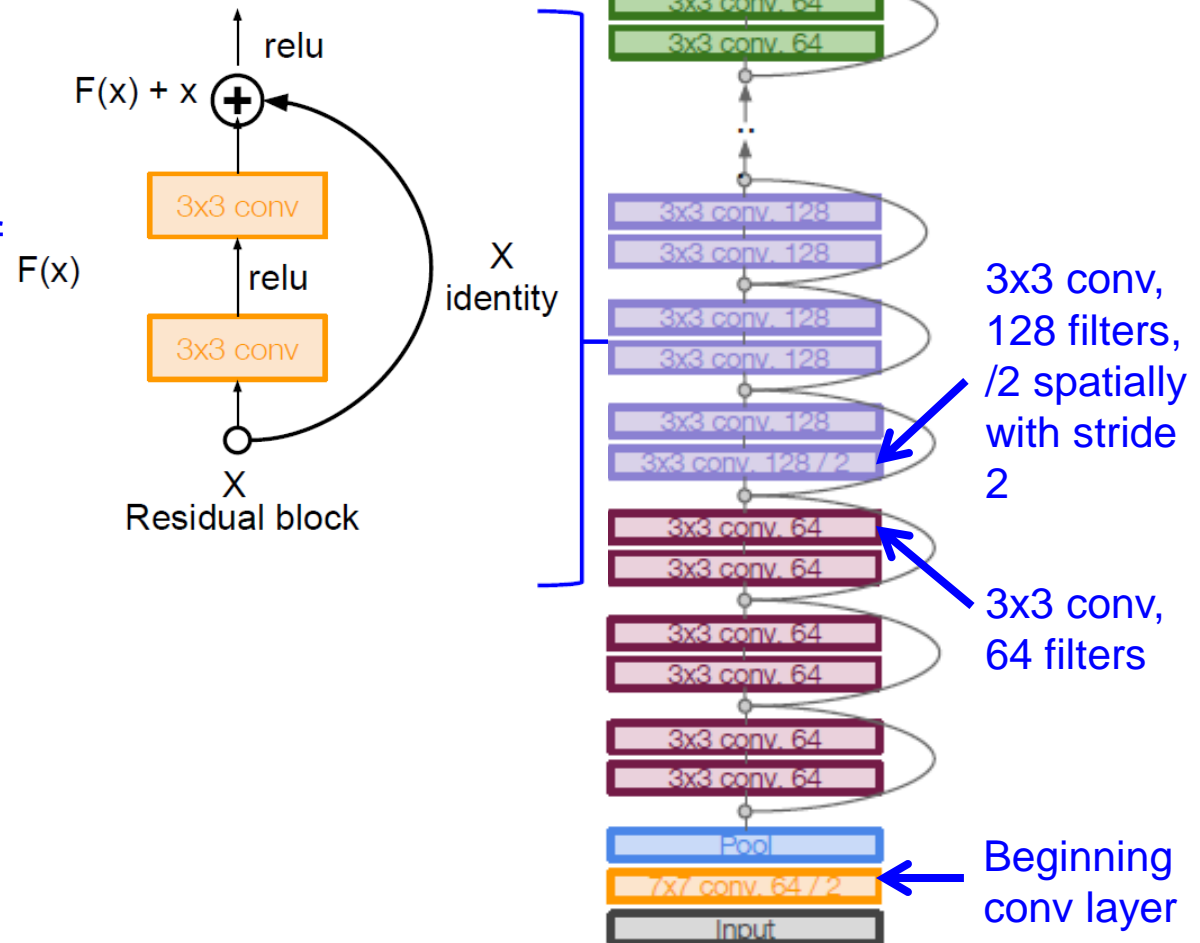 relu
F(x) + x
3x3 conv
=
F(x)
relu
X
identity
3x3 conv
X
Residual block
3x3 conv, 64
3x3 conv, 64
..
3x3 conv, 128
3x3 conv, 128
3x3 conv, 128
3x3 conv, 128
3x3 conv, 128
3x3 conv, 128 / 2
3x3 conv, 64
3x3 conv, 64
3x3 conv, 64
3x3 conv, 64
3x3 conv, 64
3x3 conv, 64
Pool
7x7 conv, 64 / 2
Input
3x3 conv,
128 filters,
/2 spatially
with stride
2
3x3 conv,
64 filters
Beginning
conv layer